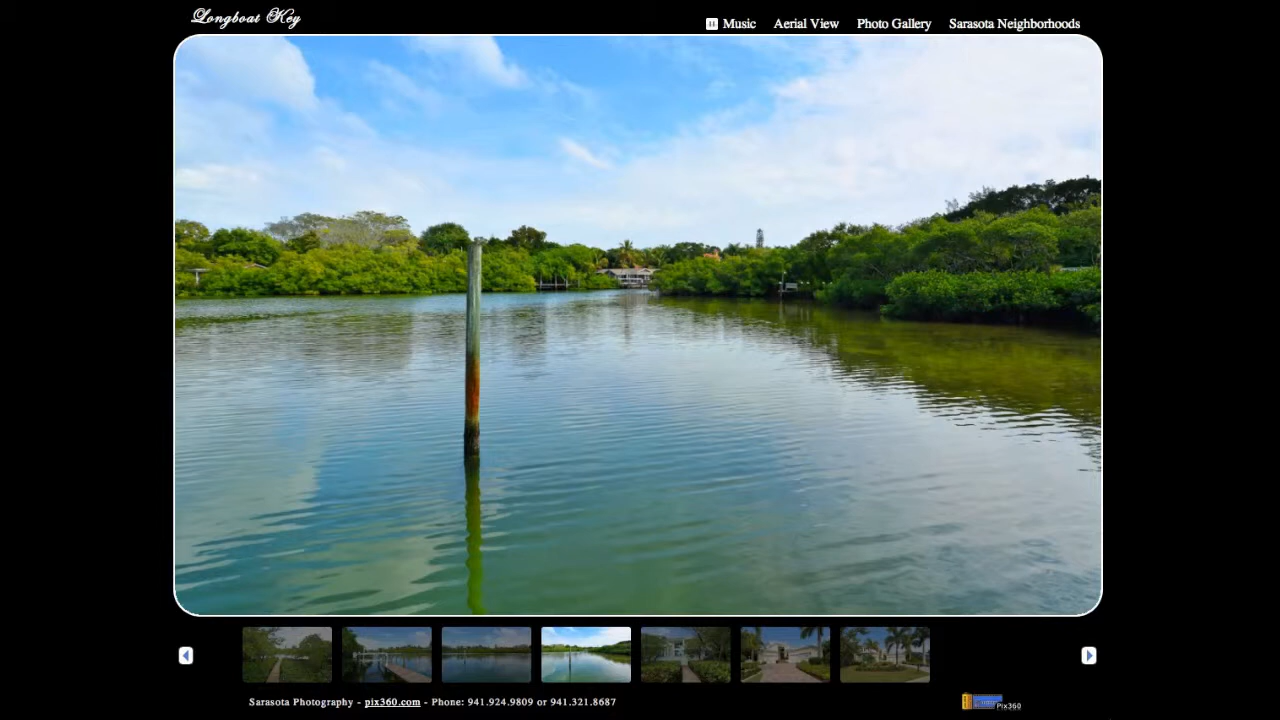 Longboat Key
Music Aerial View Photo Gallery Sarasota Neighborhoods
Sarasota Photography - pix360.com - Phone: 941.924.9809 or 941.321.8687
Pix360